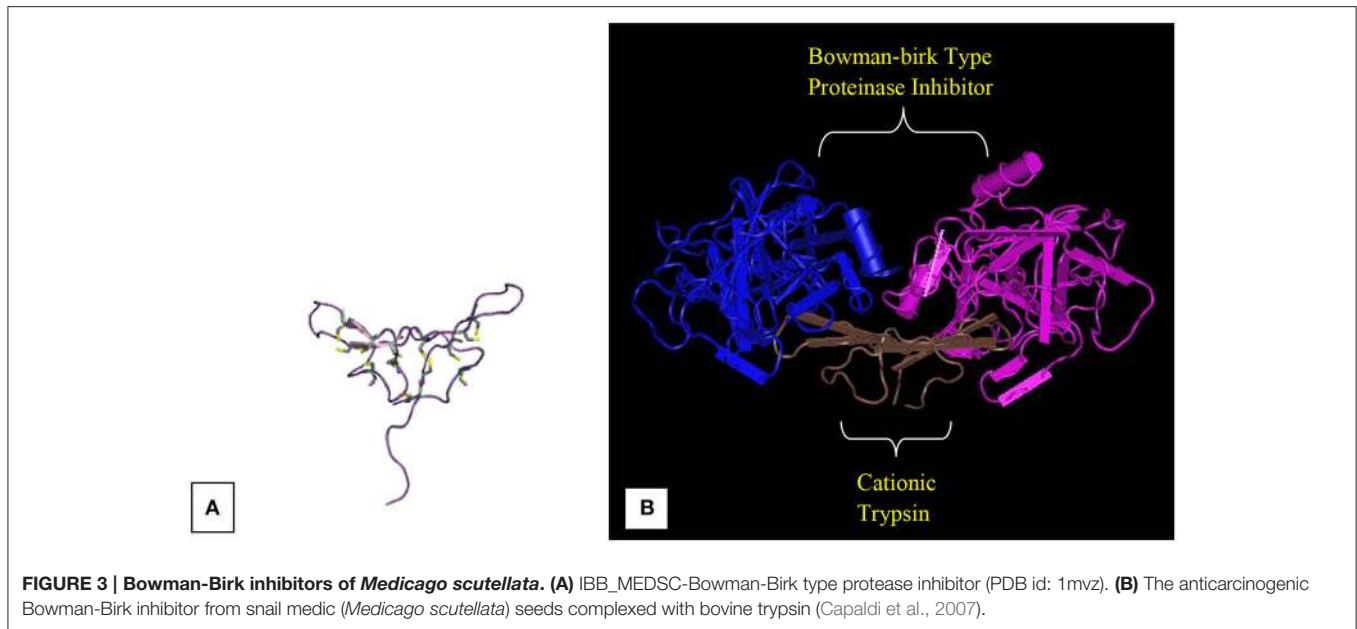 Bowman-birk Type
Proteinase Inhibitor
Cationic
Trypsin
A
B
FIGURE 3 | Bowman-Birk inhibitors of Medicago scutellata. (A) IBB_MEDSC-Bowman-Birk type protease inhibitor (PDB id: 1mvz). (B) The anticarcinogenic
Bowman-Birk inhibitor from snail medic (Medicago scutellata) seeds complexed with bovine trypsin (Capaldi et al., 2007).